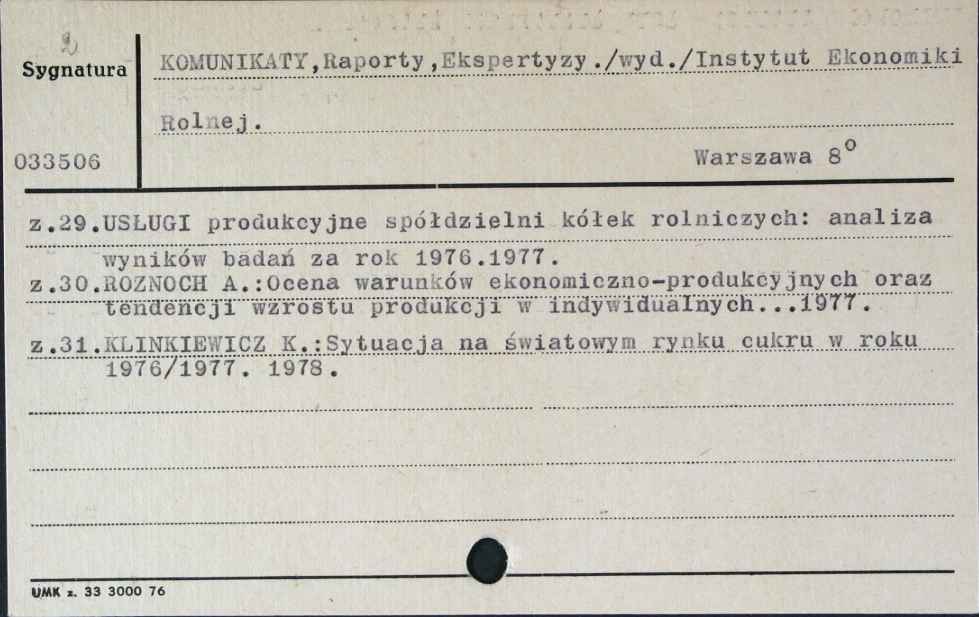 2
Sygnatura
KOMUNIKATY,Raporty,Ekspertyzy./wyd./Instytut Ekonomiki
Rolnej.
033506
Warszawa 8°
z.29.USŁUGI produkcyjne spółdzielni kółek rolniczych: analiza
wyników badań za rok 1976.1977.
z.30.ROZNOCH A.:Ocena warunków ekonomiczno-produkcyjnych oraz
tendencji wzrostu produkcji w indywidualnych...1977.
z.31.KLINKIEWICZ K.:Sytuacja na światowym rynku cukru w roku
1976/1977. 1978.
UMK z. 33 3000 76